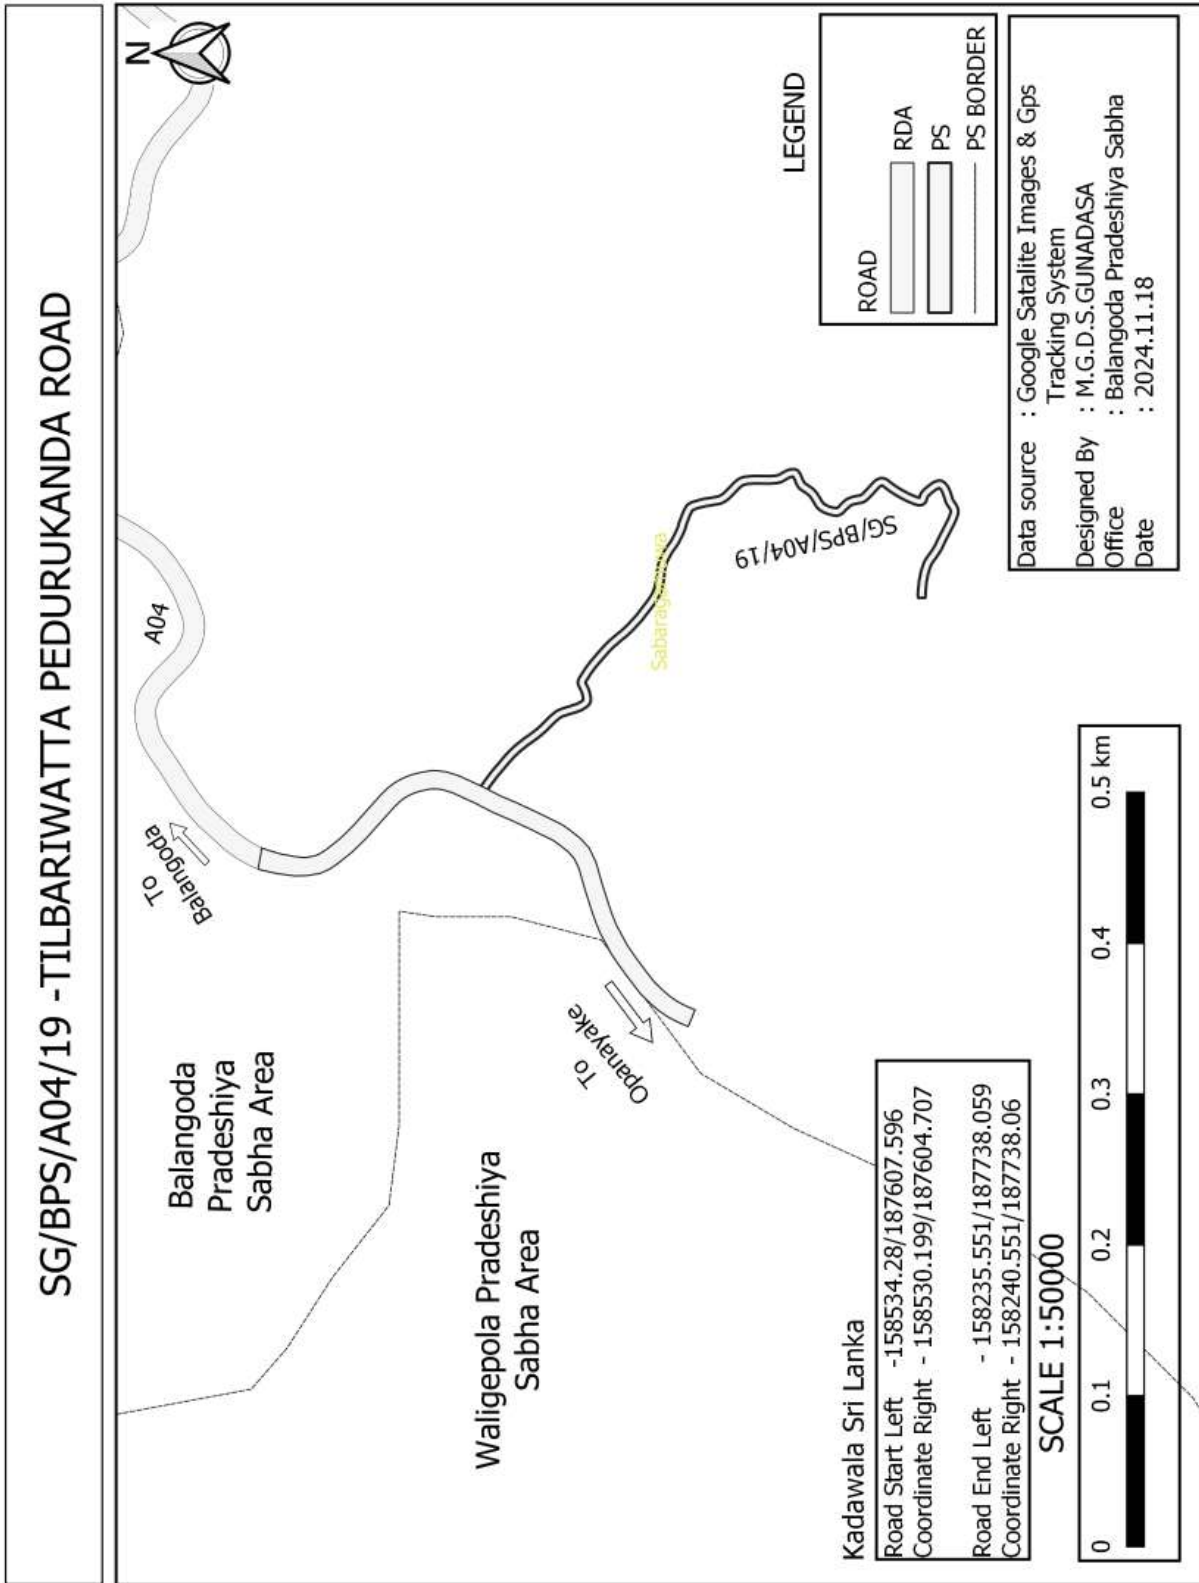 SG/BPS/A04/19 -TILBARIWATTA PEDURUKANDA ROAD
N
A04
To
Balangoda
Balangoda
Pradeshiya
Sabha Area
To
Opanayake
Waligepola Pradeshiya
Sabha Area
SG/BPS/A04/19
LEGEND
ROAD
RDA
PS
PS BORDER
Kadawala Sri Lanka
Road Start Left -158534.28/187607.596
Coordinate Right - 158530.199/187604.707
Road End Left - 158235.551/187738.059
Coordinate Right - 158240.551/187738.06
SCALE 1:50000
0 0.1 0.2 0.3 0.4 0.5 km
Data source : Google Satalite Images & Gps
Tracking System
Designed By : M.G.D.S.GUNADASA
Office : Balangoda Pradeshiya Sabha
Date : 2024.11.18